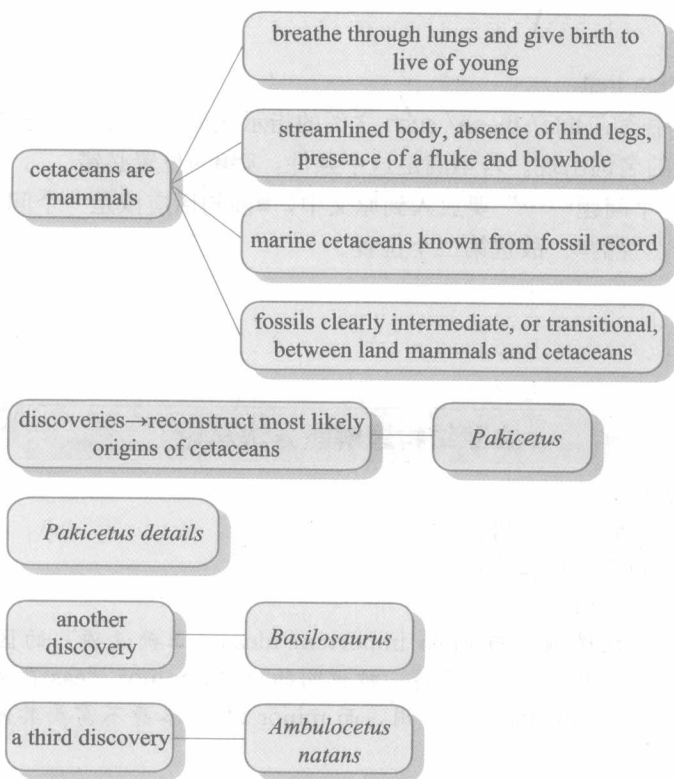 breathe through lungs and give birth to
live of young
streamlined body, absence of hind legs,
presence of a fluke and blowhole
cetaceans are
mammals
marine cetaceans known from fossil record
fossils clearly intermediate, or transitional,
between land mammals and cetaceans
discoveries→reconstruct most likely
origins of cetaceans
Pakicetus
Pakicetus details
another
discovery
Basilosaurus
a third discovery
Ambulocetus
natans